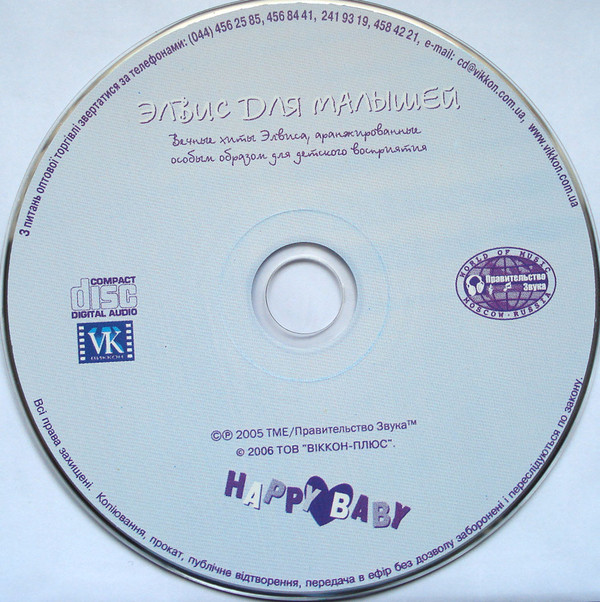 З питань оптової торгівлі звертатися за телефонами: (044) 456 25 85, 456 84 41, 241 93 19, 458 42 21, e-mail: cd@vikkon.com.ua, www.vikkon.com.ua
ЭЛВИС ДЛЯ МАЛЫШЕЙ
Вечные хиты Элвиса, аранжированные
особым образом для детского восприятия
COMPACT
disc
DIGITAL AUDIO
VK
ВІККОН
WORLD OF MUSIC
Правительство
Звука
MOSCOW · RUSSIA
©℗ 2005 TME/Правительство Звука™
© 2006 ТОВ "ВІККОН-ПЛЮС".
HAPPY BABY
Всі права захищені. Копіювання, прокат, публічне відтворення, передача в ефір без дозволу заборонені і переслідуються по закону.